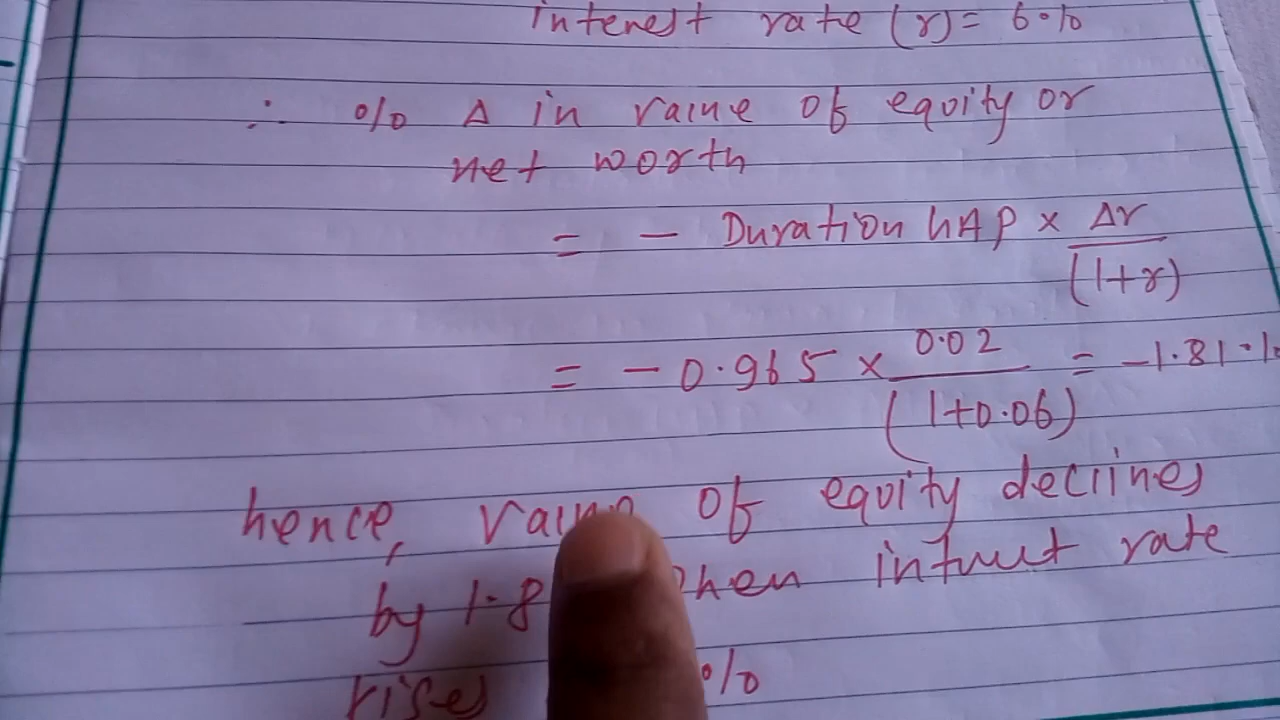 interest rate (r) = 6%
∴ % Δ in value of equity or
net worth
= - Duration GAP × Δr / (1+r)
= - 0.965 × 0.02 / (1+0.06) = -1.81%
hence, value of equity declines
by 1.8 when interest rate
rises %